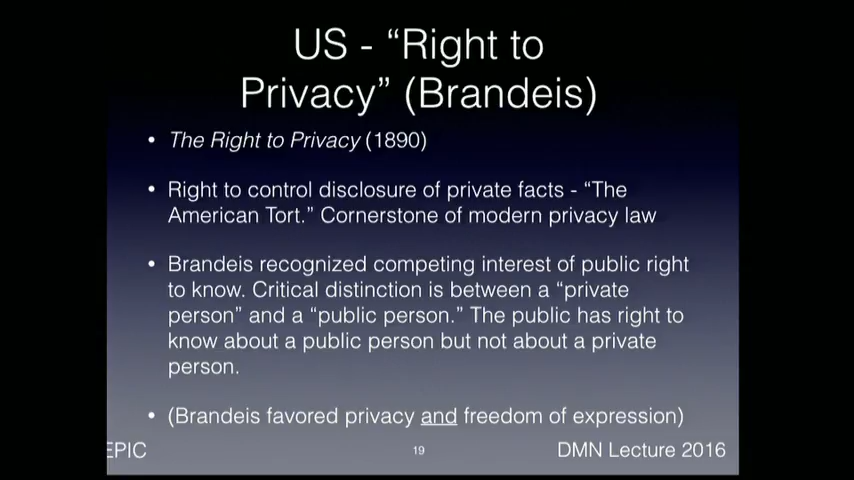 US - “Right to
Privacy” (Brandeis)
• The Right to Privacy (1890)
• Right to control disclosure of private facts - “The
American Tort.” Cornerstone of modern privacy law
• Brandeis recognized competing interest of public right
to know. Critical distinction is between a “private
person” and a “public person.” The public has right to
know about a public person but not about a private
person.
• (Brandeis favored privacy and freedom of expression)
EPIC
19
DMN Lecture 2016